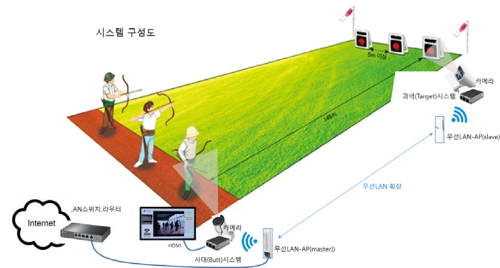 시스템 구성도
5m 이상
카메라
과녁(Target)시스템
무선LAN-AP(slave)
145m
무선LAN 확장
LAN스위치,라우터
Internet
카메라
HDMI
사대(Butt)시스템
무선LAN-AP(master))